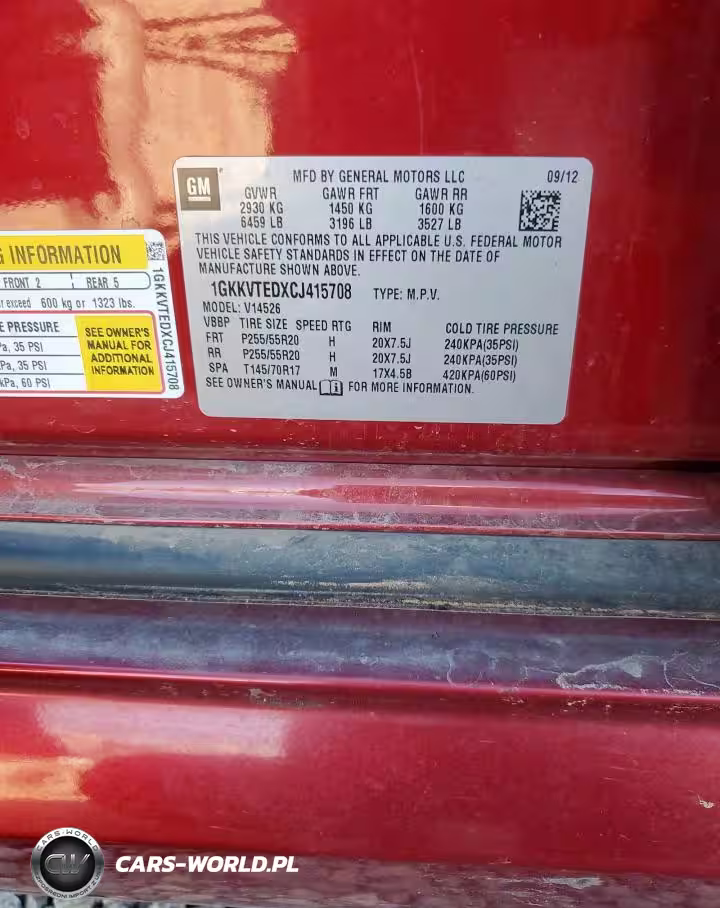 GM
MFD BY GENERAL MOTORS LLC 09/12
GVWR GAWR FRT GAWR RR
2930 KG 1450 KG 1600 KG
6459 LB 3196 LB 3527 LB
THIS VEHICLE CONFORMS TO ALL APPLICABLE U.S. FEDERAL MOTOR
VEHICLE SAFETY STANDARDS IN EFFECT ON THE DATE OF
MANUFACTURE SHOWN ABOVE.
1GKKVTEDXCJ415708 TYPE: M.P.V.
MODEL: V14526
VBBP TIRE SIZE SPEED RTG RIM COLD TIRE PRESSURE
FRT P255/55R20 H 20X7.5J 240KPA(35PSI)
RR P255/55R20 H 20X7.5J 240KPA(35PSI)
SPA T145/70R17 M 17X4.5B 420KPA(60PSI)
SEE OWNER'S MANUAL FOR MORE INFORMATION.
G INFORMATION
FRONT 2 REAR 5
exceed 600 kg or 1323 lbs.
E PRESSURE
Pa, 35 PSI
Pa, 35 PSI
kPa, 60 PSI
SEE OWNER'S
MANUAL FOR
ADDITIONAL
INFORMATION
1GKKVTEDXCJ415708
CARS-WORLD
CW
CARS-WORLD.PL